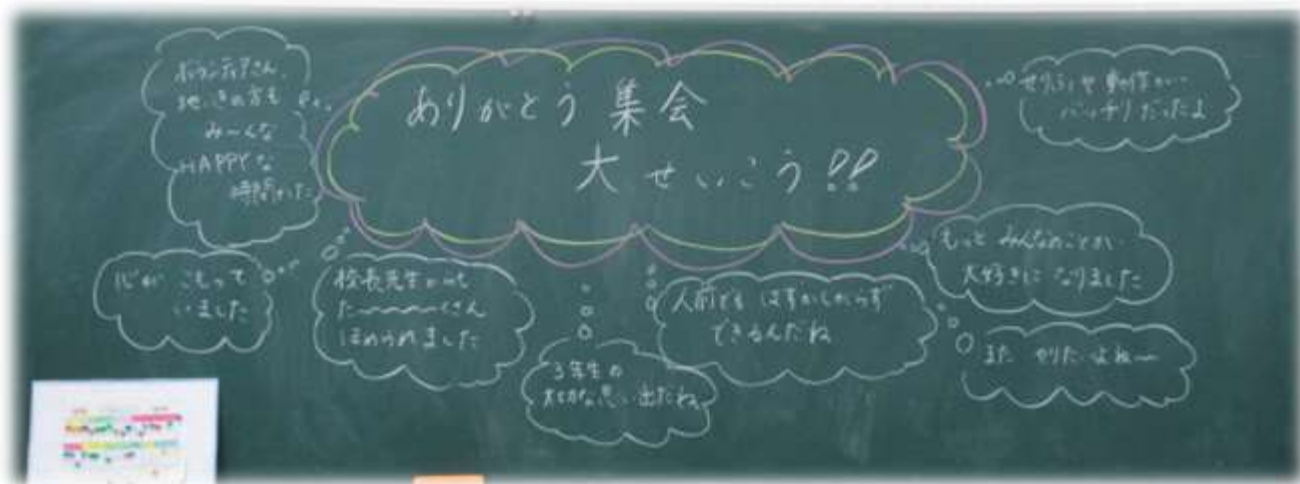 ありがとう集会
大せいこう!!
ボランティアさん、
地いきの方も
み〜んな
HAPPYな
時間だった
せりふや動作が
バッチリだったよ
心がこもって
いました
校長先生からも
た〜〜〜〜くさん
ほめられました
3年生の
大切な思い出だね
人前でもはずかしがらず
できるんだね
もっとみんなのことが
大好きになりました
またやりたいよね〜